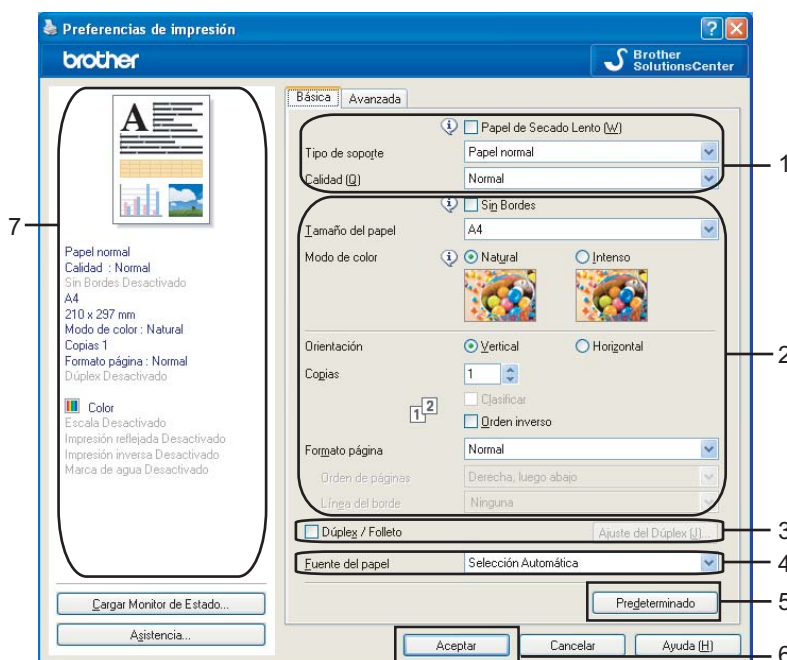 Preferencias de impresión
brother
Brother
SolutionsCenter
Básica
Avanzada
Papel de Secado Lento (W)
Tipo de soporte
Papel normal
Calidad (Q)
Normal
1
Sin Bordes
Tamaño del papel
A4
Modo de color
Natural
Intenso
Orientación
Vertical
Horizontal
2
Copias
1
Clasificar
1 2
Orden inverso
Formato página
Normal
Orden de páginas
Derecha, luego abajo
Línea del borde
Ninguna
Dúplex / Folleto
Ajuste del Dúplex (J)...
3
Fuente del papel
Selección Automática
4
Predeterminado
5
7
A
Papel normal
Calidad : Normal
Sin Bordes Desactivado
A4
210 x 297 mm
Modo de color : Natural
Copias 1
Formato página : Normal
Dúplex Desactivado
Color
Escala Desactivado
Impresión reflejada Desactivado
Impresión inversa Desactivado
Marca de agua Desactivado
Cargar Monitor de Estado...
Asistencia...
Aceptar
Cancelar
Ayuda (H)
6